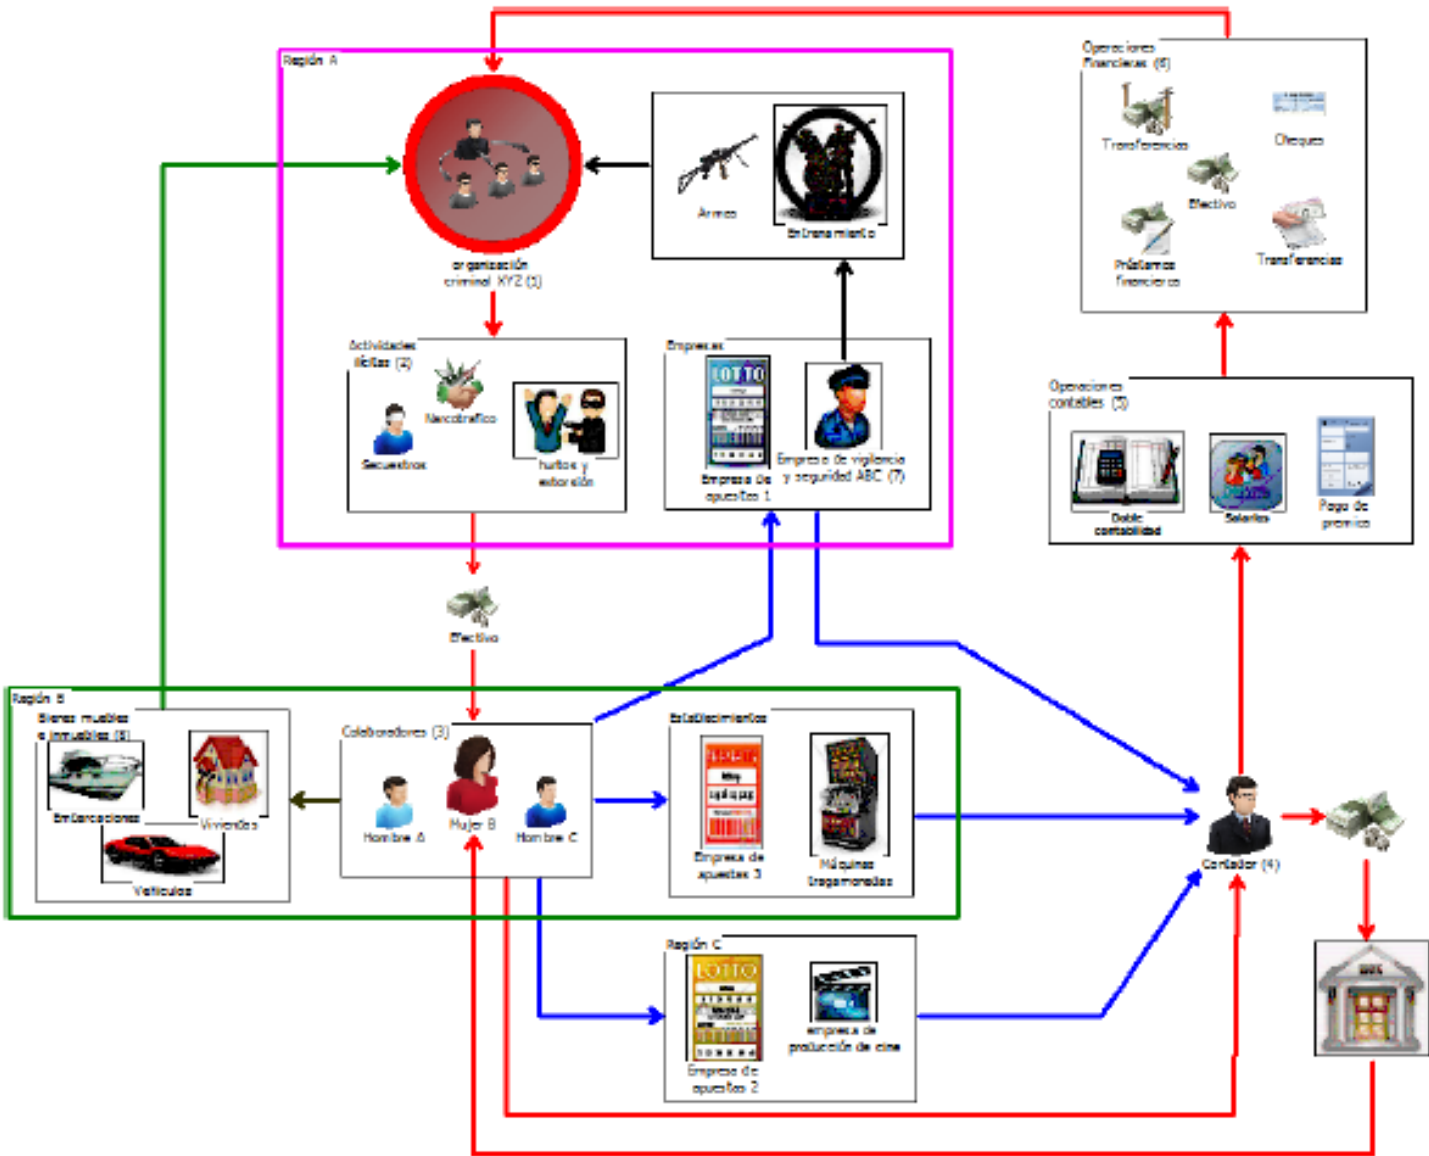 Región A
organización
criminal XYZ (1)
Armas
Entrenamiento
Actividades
ilícitas (2)
Narcotrafico
Secuestros
hurtos y
extorsión
Empresas
LOTTO
Empresa de
apuestas 1
Empresa de vigilancia
y seguridad ABC (7)
Operaciones
Financieras (6)
Transferencias
Cheques
Efectivo
Préstamos
financieros
Transferencias
Operaciones
contables (5)
Doble
contabilidad
Salarios
Pago de
premios
Efectivo
Región B
Bienes muebles
e inmuebles (8)
Embarcaciones
Viviendas
Vehículos
Colaboradores (3)
Hombre A
Mujer B
Hombre C
Establecimientos
Empresa de
apuestas 3
Máquinas
tragamonedas
Contador (4)
Región C
LOTTO
Empresa de
apuestas 2
empresa de
producción de cine